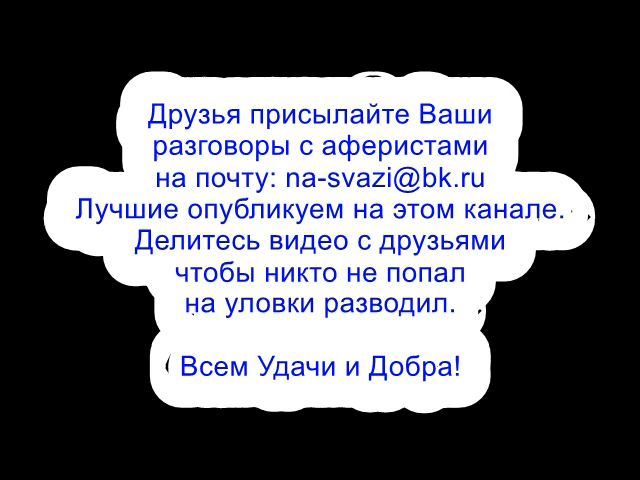 Друзья присылайте Ваши
разговоры с аферистами
на почту: na-svazi@bk.ru
Лучшие опубликуем на этом канале.
Делитесь видео с друзьями
чтобы никто не попал
на уловки разводил.
Всем Удачи и Добра!